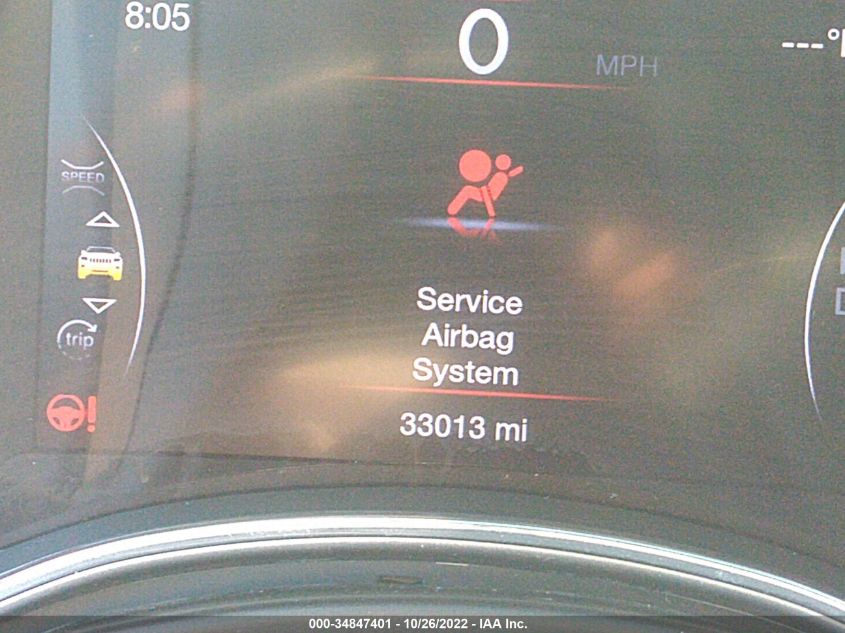 8:05
0
MPH
---°
SPEED
Service
Airbag
System
trip
33013 mi
000-34847401 - 10/26/2022 - IAA Inc.